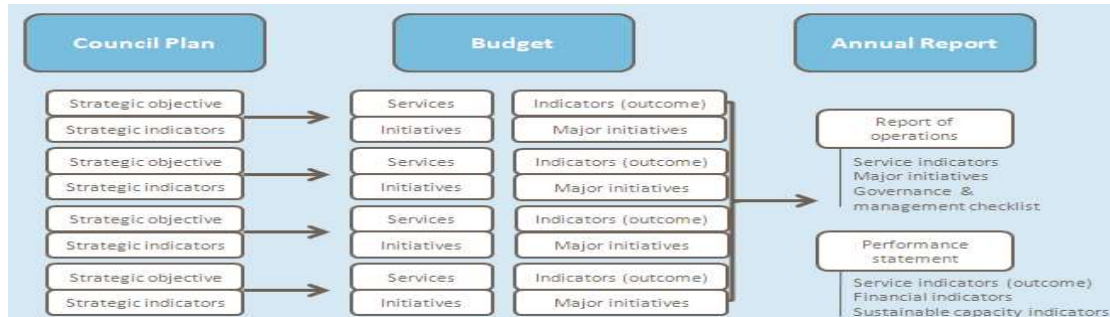 Council Plan
Budget
Annual Report
Strategic objective
Strategic indicators
Services
Initiatives
Indicators (outcome)
Major initiatives
Strategic objective
Strategic indicators
Services
Initiatives
Indicators (outcome)
Major initiatives
Strategic objective
Strategic indicators
Services
Initiatives
Indicators (outcome)
Major initiatives
Strategic objective
Strategic indicators
Services
Initiatives
Indicators (outcome)
Major initiatives
Report of
operations
Service indicators
Major initiatives
Governance &
management checklist
Performance
statement
Service indicators (outcome)
Financial indicators
Sustainable capacity indicators